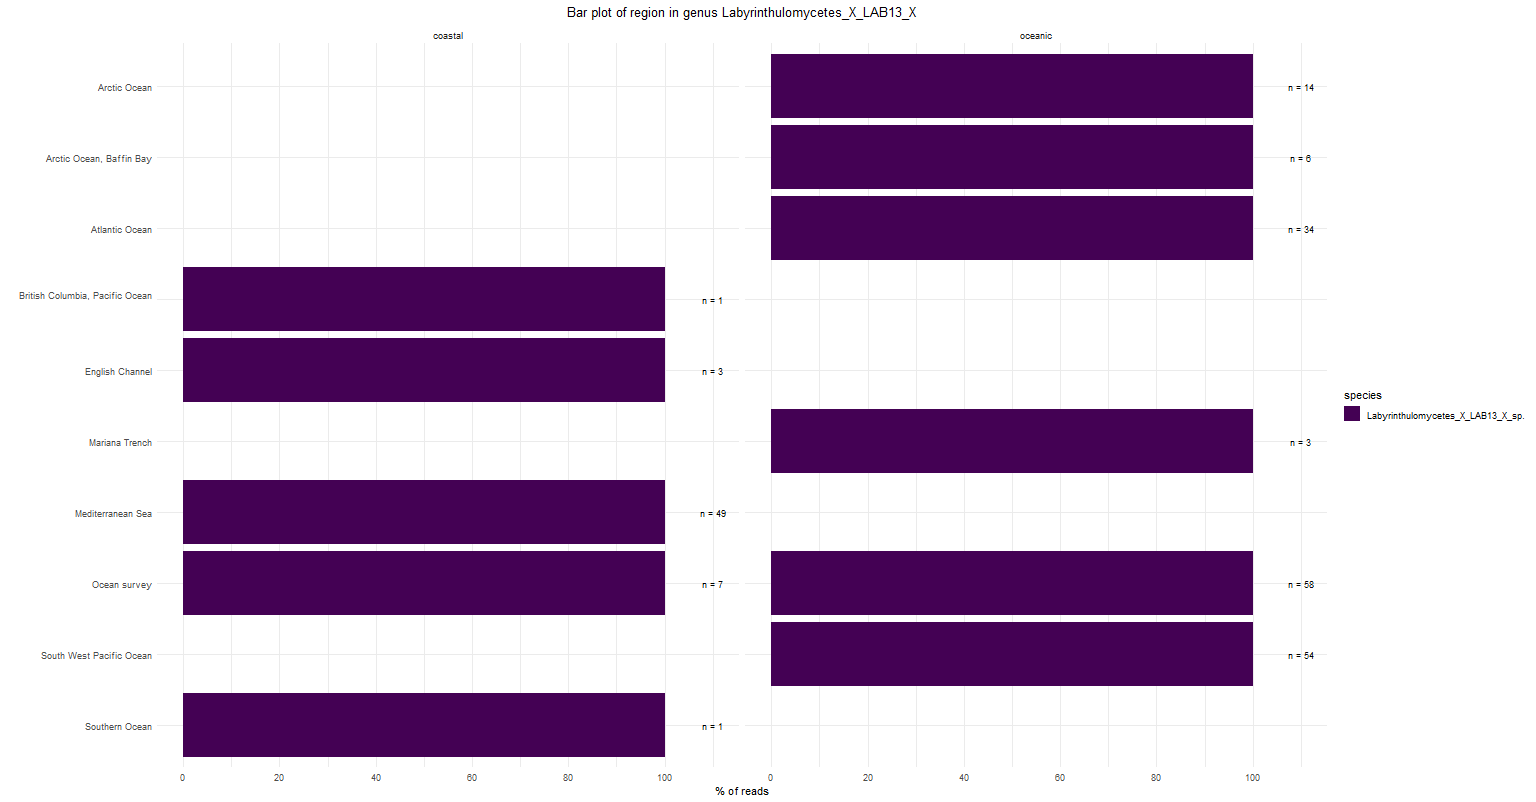 Bar plot of region in genus Labyrinthulomycetes_X_LAB13_X
coastal
oceanic
Arctic Ocean
n = 14
Arctic Ocean, Baffin Bay
n = 6
Atlantic Ocean
n = 34
British Columbia, Pacific Ocean
n = 1
English Channel
n = 3
Mariana Trench
n = 3
Mediterranean Sea
n = 49
Ocean survey
n = 7
n = 58
South West Pacific Ocean
n = 54
Southern Ocean
n = 1
0 20 40 60 80 100
0 20 40 60 80 100
% of reads
species
Labyrinthulomycetes_X_LAB13_X_sp.